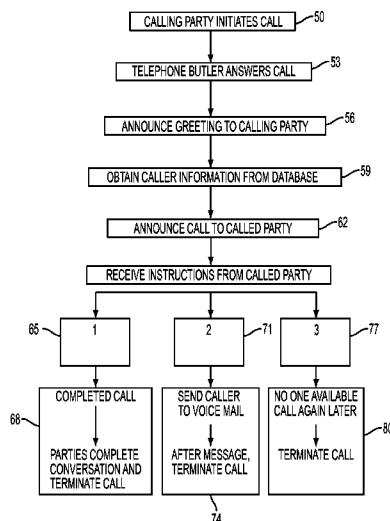 CALLING PARTY INITIATES CALL 50
TELEPHONE BUTLER ANSWERS CALL 53
ANNOUNCE GREETING TO CALLING PARTY 56
OBTAIN CALLER INFORMATION FROM DATABASE 59
ANNOUNCE CALL TO CALLED PARTY 62
RECEIVE INSTRUCTIONS FROM CALLED PARTY
65 1 2 71 3 77
COMPLETED CALL
PARTIES COMPLETE
CONVERSATION AND
TERMINATE CALL
68
SEND CALLER
TO VOICE MAIL
AFTER MESSAGE,
TERMINATE CALL
74
NO ONE AVAILABLE
CALL AGAIN LATER
TERMINATE CALL
80